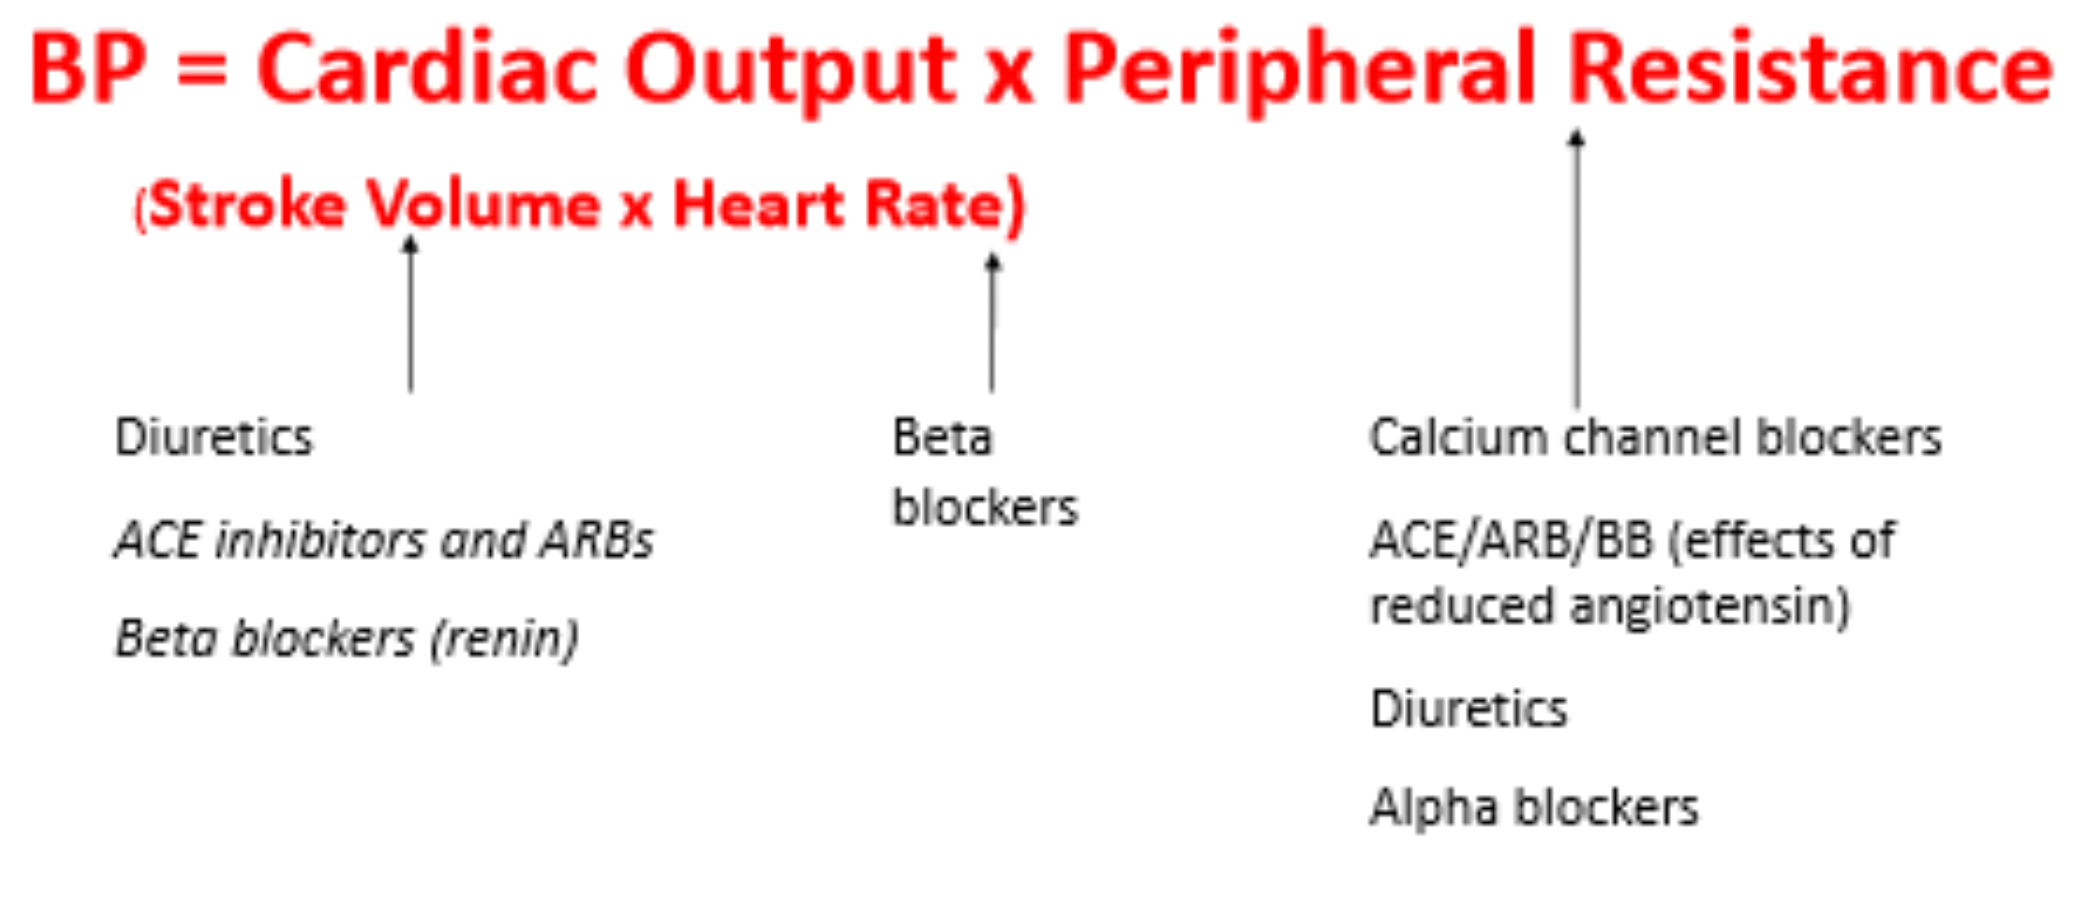 BP = Cardiac Output x Peripheral Resistance
(Stroke Volume x Heart Rate)
Diuretics
ACE inhibitors and ARBs
Beta blockers (renin)
Beta
blockers
Calcium channel blockers
ACE/ARB/BB (effects of
reduced angiotensin)
Diuretics
Alpha blockers